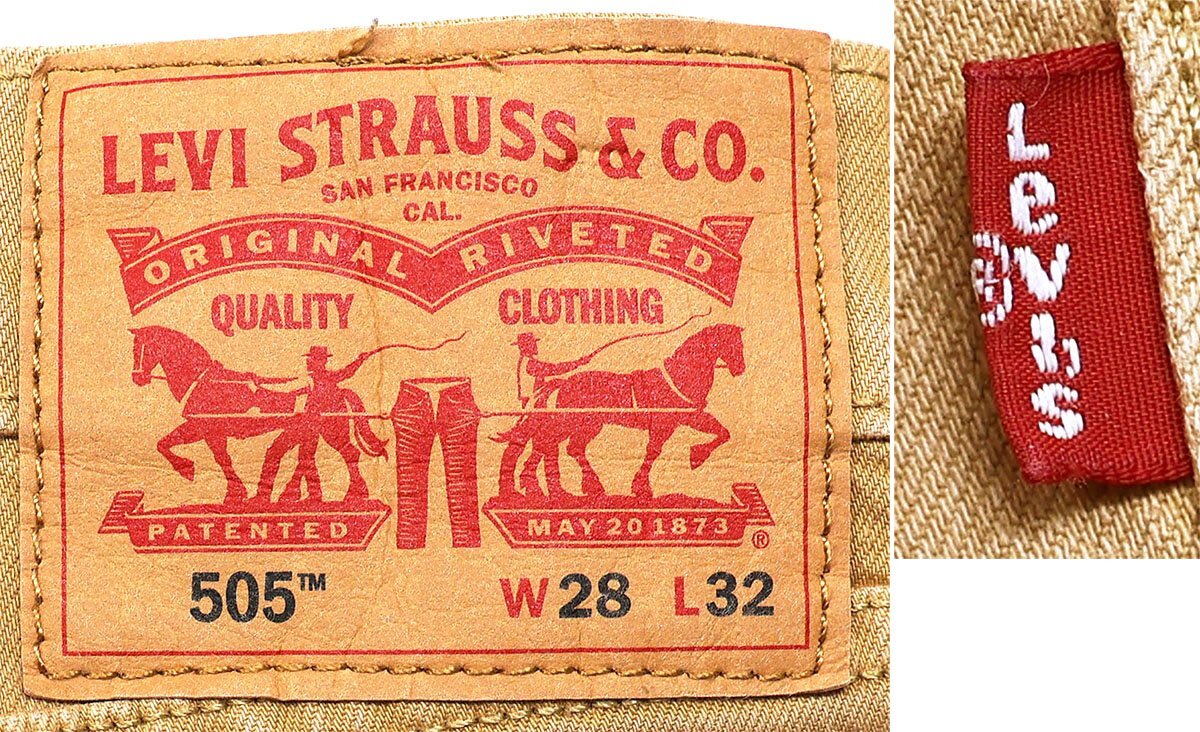 LEVI STRAUSS & CO.
SAN FRANCISCO
CAL.
ORIGINAL RIVETED
QUALITY CLOTHING
PATENTED MAY 20 1873 ®
505™ W28 L32
LeVi's
®